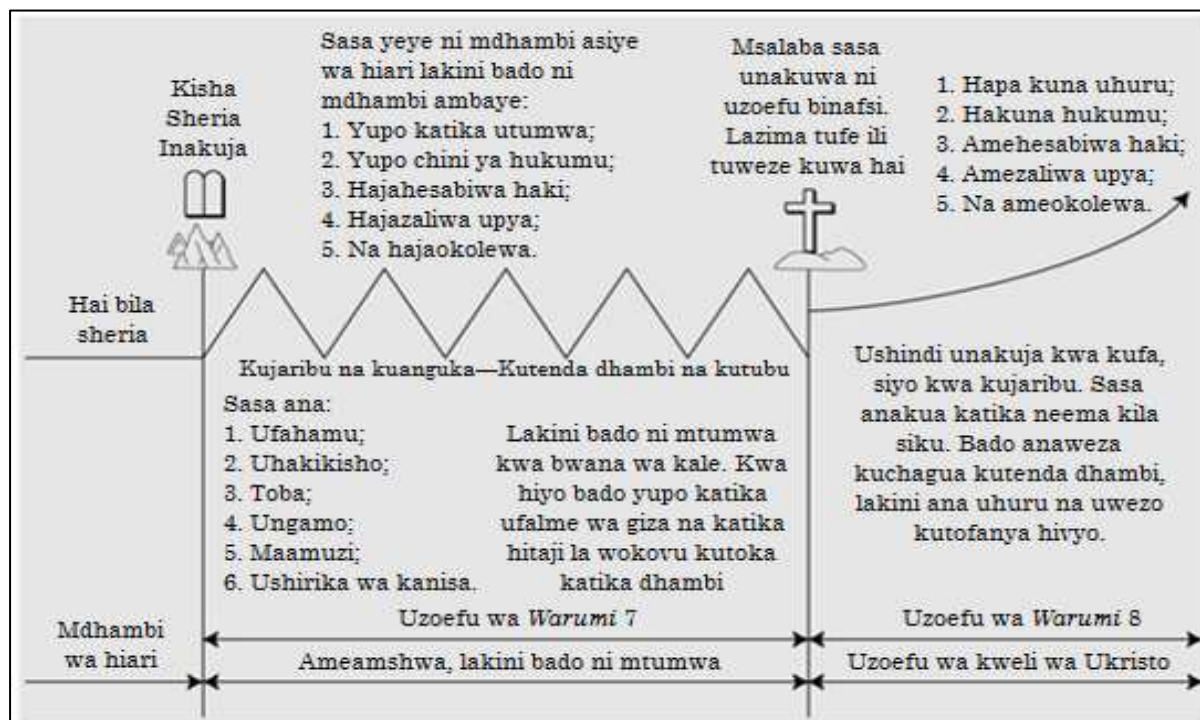 Kisha
Sheria
Inakuja
Sasa yeye ni mdhambi asiye
wa hiari lakini bado ni
mdhambi ambaye:
1. Yupo katika utumwa;
2. Yupo chini ya hukumu;
3. Hajahesabiwa haki;
4. Hajazaliwa upya;
5. Na hajaokolewa.
Msalaba sasa
unakuwa ni
uzoefu binafsi.
Lazima tufe ili
tuweze kuwa hai
1. Hapa kuna uhuru;
2. Hakuna hukumu;
3. Amehesabiwa haki;
4. Amezaliwa upya;
5. Na ameokolewa.
Hai bila
sheria
Kujaribu na kuanguka—Kutenda dhambi na kutubu
Sasa ana:
1. Ufahamu;
2. Uhakikisho;
3. Toba;
4. Ungamo;
5. Maamuzi;
6. Ushirika wa kanisa.
Lakini bado ni mtumwa
kwa bwana wa kale. Kwa
hiyo bado yupo katika
ufalme wa giza na katika
hitaji la wokovu kutoka
katika dhambi
Ushindi unakuja kwa kufa,
siyo kwa kujaribu. Sasa
anakua katika neema kila
siku. Bado anaweza
kuchagua kutenda dhambi,
lakini ana uhuru na uwezo
kutofanya hivyo.
Mdhambi
wa hiari
Uzoefu wa Warumi 7
Ameamshwa, lakini bado ni mtumwa
Uzoefu wa Warumi 8
Uzoefu wa kweli wa Ukristo